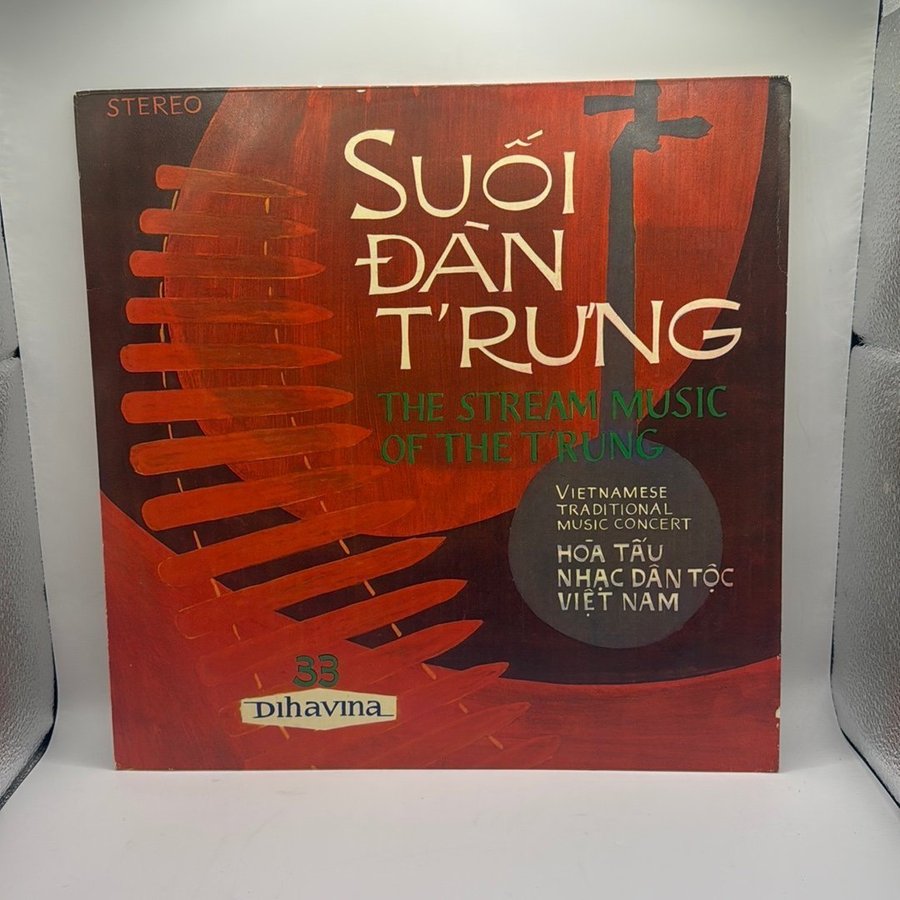 STEREO
SUỐI
ĐÀN
T'RƯNG
THE STREAM MUSIC
OF THE T'RUNG
VIETNAMESE
TRADITIONAL
MUSIC CONCERT
HÒA TẤU
NHẠC DÂN TỘC
VIỆT NAM
33
Dihavina